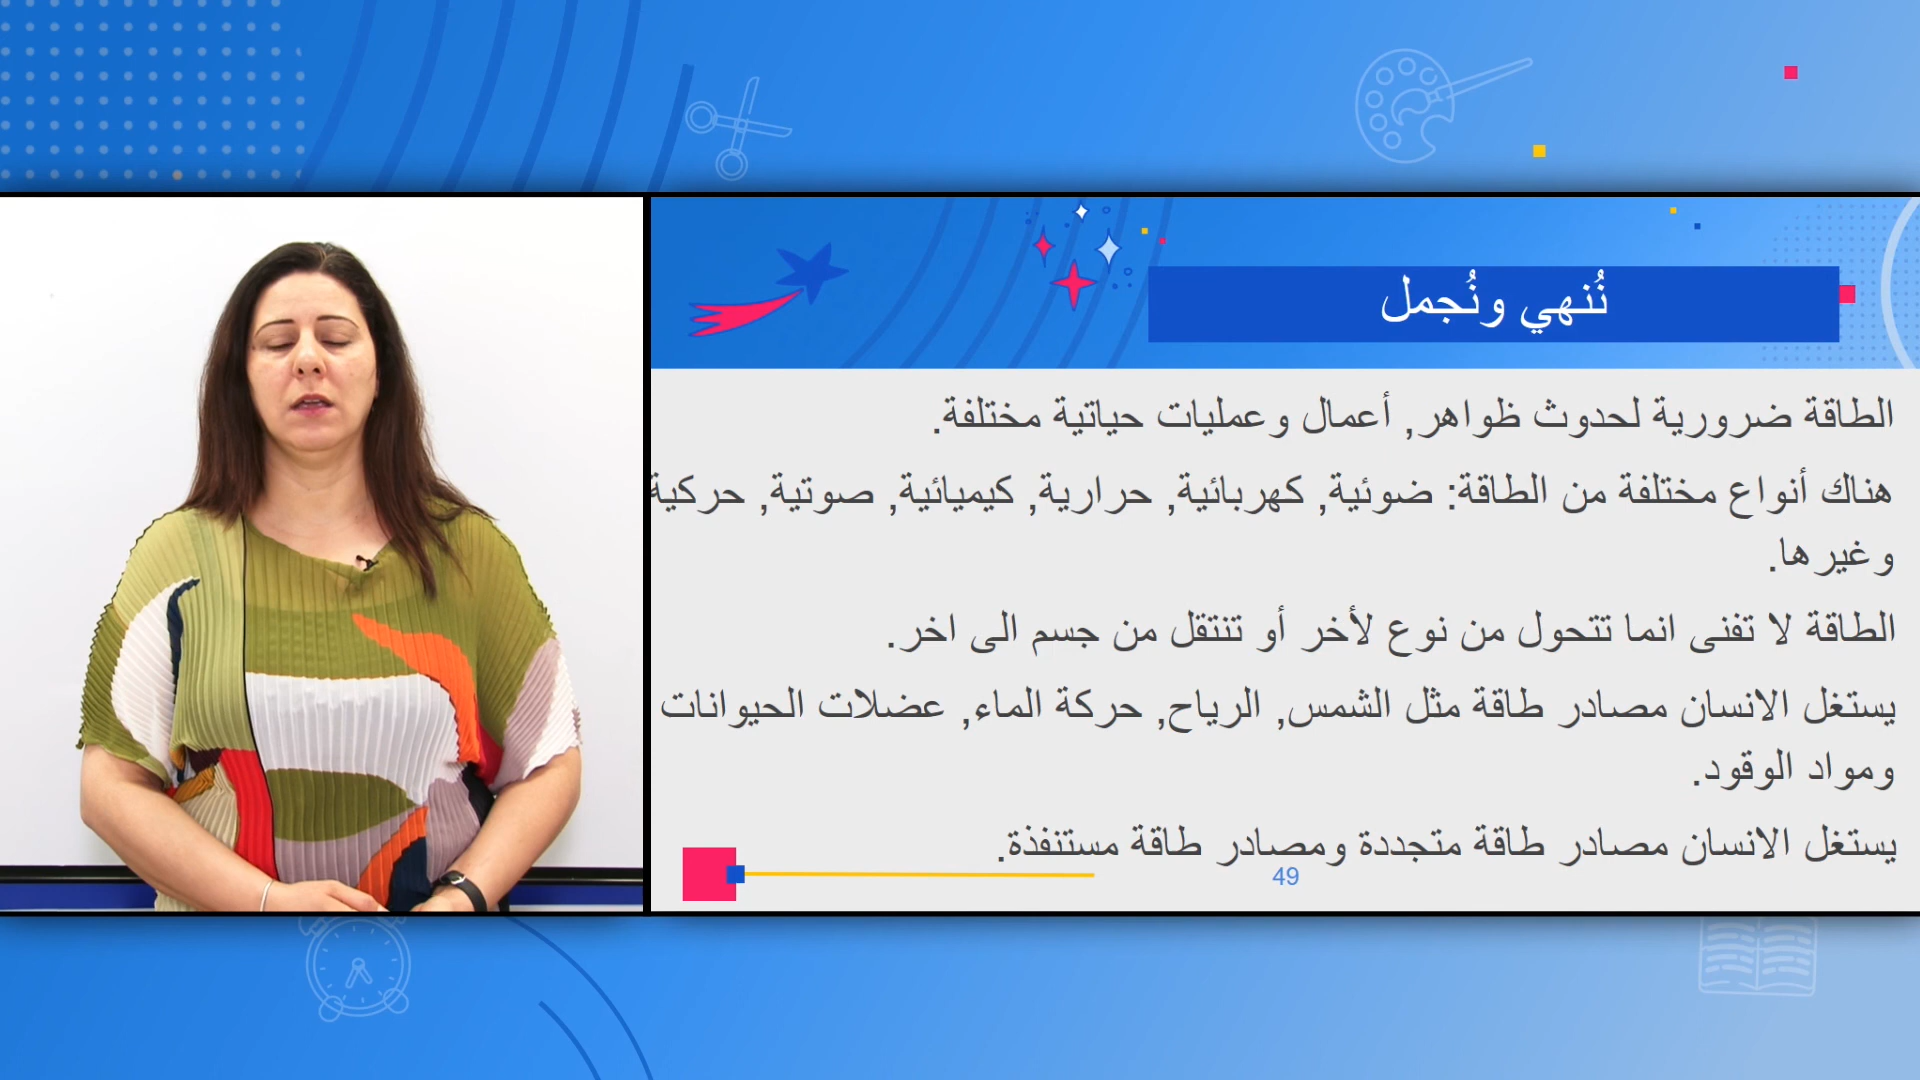 نُنهي ونُجمل
الطاقة ضرورية لحدوث ظواهر, أعمال وعمليات حياتية مختلفة.
هناك أنواع مختلفة من الطاقة: ضوئية, كهربائية, حرارية, كيميائية, صوتية, حركية
وغيرها.
الطاقة لا تفنى انما تتحول من نوع لأخر أو تنتقل من جسم الى اخر.
يستغل الانسان مصادر طاقة مثل الشمس, الرياح, حركة الماء, عضلات الحيوانات
ومواد الوقود.
يستغل الانسان مصادر طاقة متجددة ومصادر طاقة مستنفذة.
49